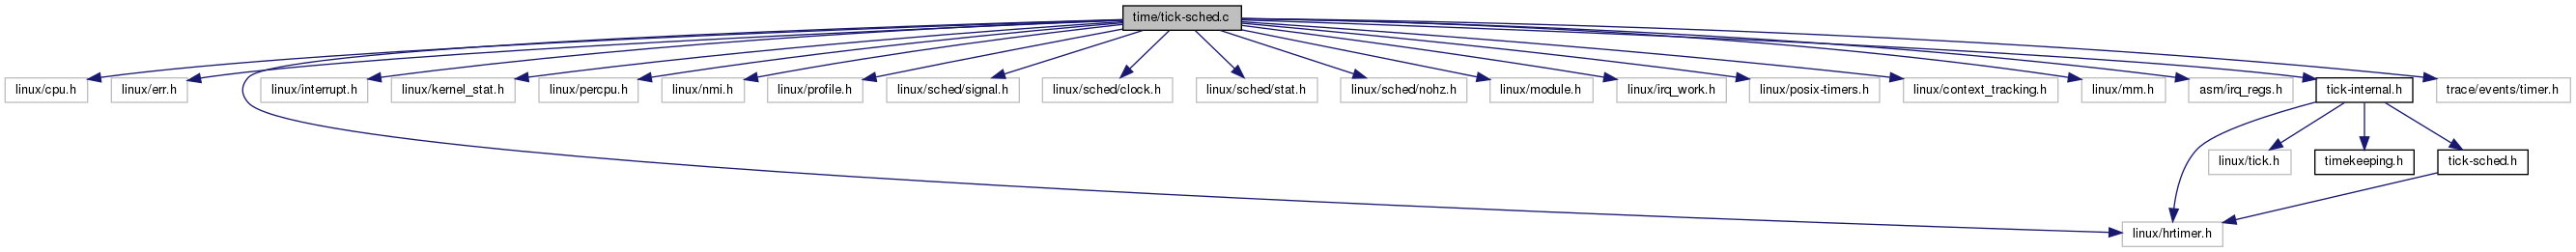 time/tick-sched.c
linux/cpu.h
linux/err.h
linux/interrupt.h
linux/kernel_stat.h
linux/percpu.h
linux/nmi.h
linux/profile.h
linux/sched/signal.h
linux/sched/clock.h
linux/sched/stat.h
linux/sched/nohz.h
linux/module.h
linux/irq_work.h
linux/posix-timers.h
linux/context_tracking.h
linux/mm.h
asm/irq_regs.h
tick-internal.h
trace/events/timer.h
linux/tick.h
timekeeping.h
tick-sched.h
linux/hrtimer.h